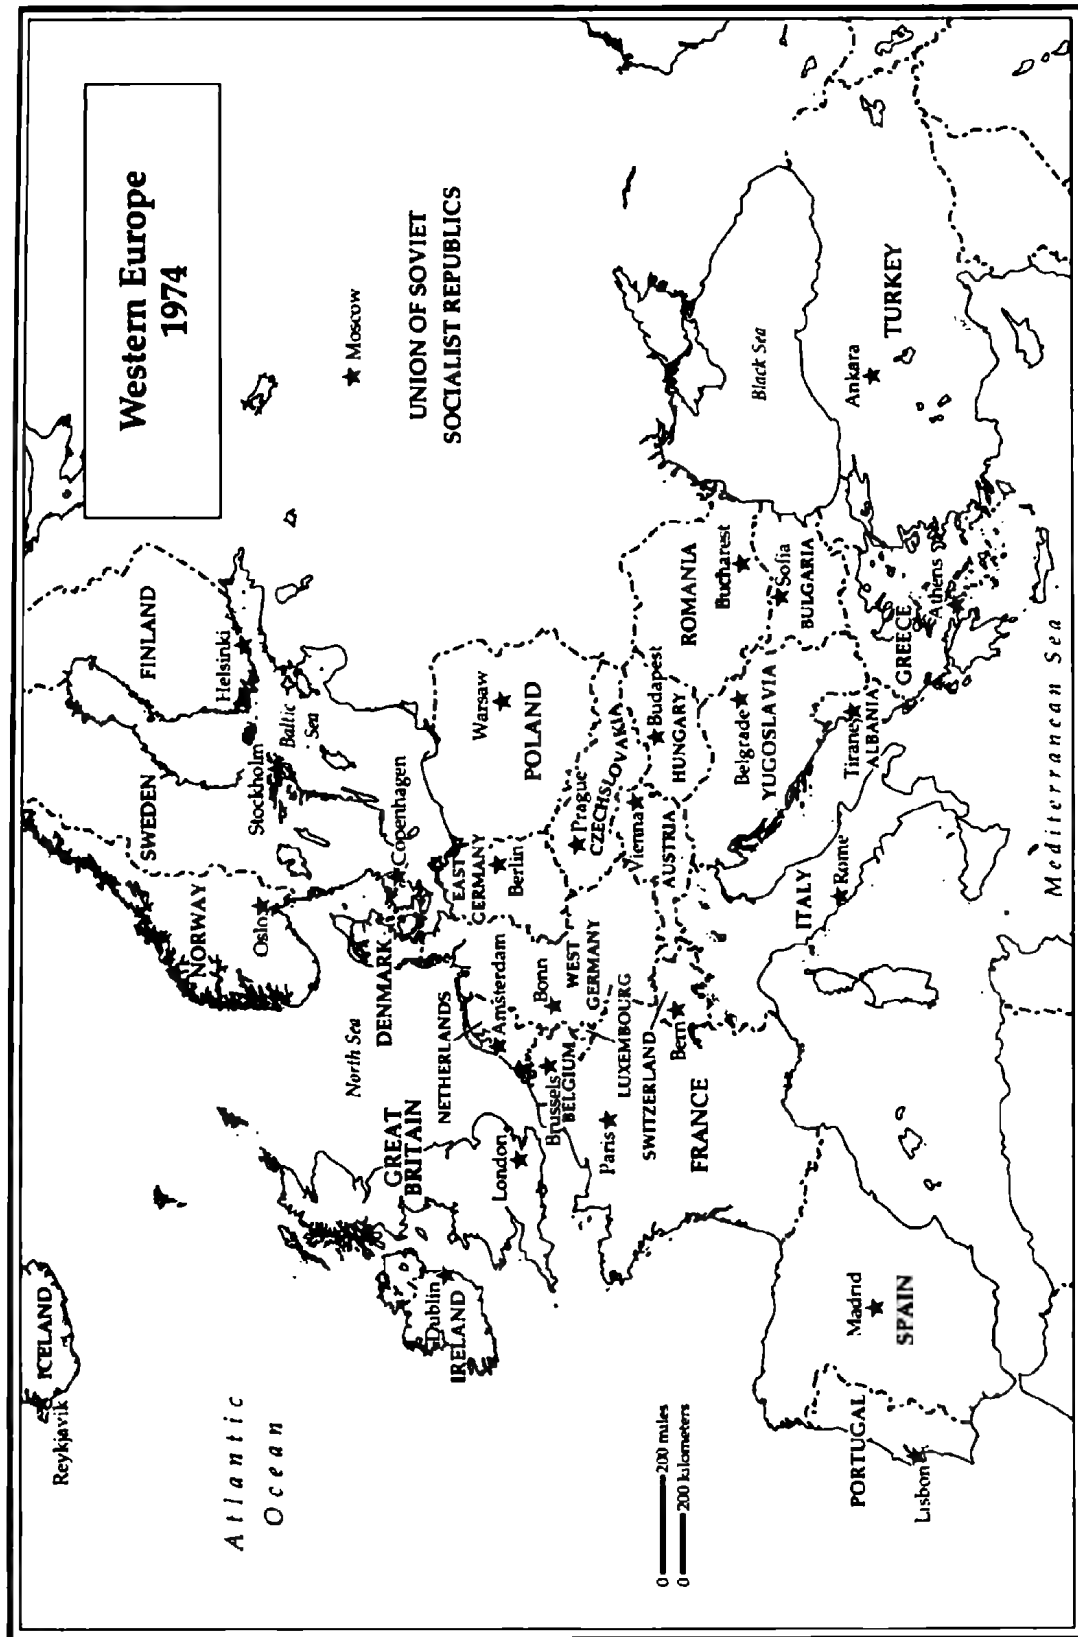 Western Europe
1974
ICELAND
Reykjavik
Atlantic
Ocean
NORWAY
Oslo
SWEDEN
Stockholm
FINLAND
Helsinki
Baltic
Sea
North Sea
DENMARK
Copenhagen
Moscow
UNION OF SOVIET
SOCIALIST REPUBLICS
GREAT
BRITAIN
London
Dublin
IRELAND
NETHERLANDS
Amsterdam
Brussels
BELGIUM
Bonn
WEST
GERMANY
EAST
GERMANY
Berlin
Warsaw
POLAND
LUXEMBOURG
Prague
CZECHSLOVAKIA
Paris
SWITZERLAND
Bern
FRANCE
Vienna
AUSTRIA
Budapest
HUNGARY
ROMANIA
Bucharest
Belgrade
YUGOSLAVIA
Sofia
BULGARIA
Black Sea
ITALY
Rome
Tirane
ALBANIA
GREECE
Athens
Ankara
TURKEY
Madrid
SPAIN
PORTUGAL
Lisbon
Mediterranean Sea
0 200 miles
0 200 kilometers